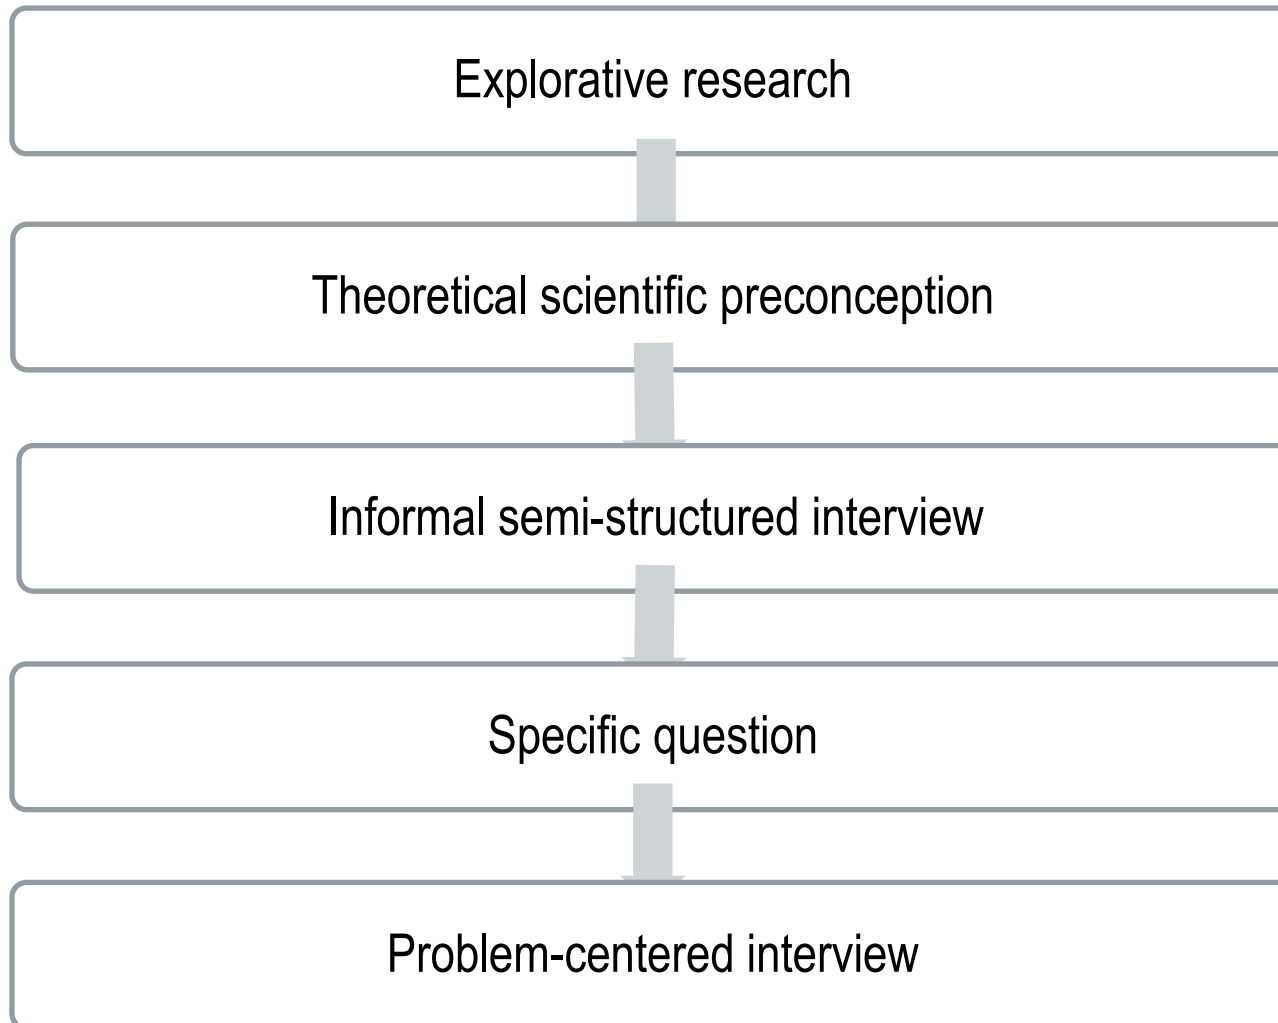 Explorative research
Theoretical scientific preconception
Informal semi-structured interview
Specific question
Problem-centered interview